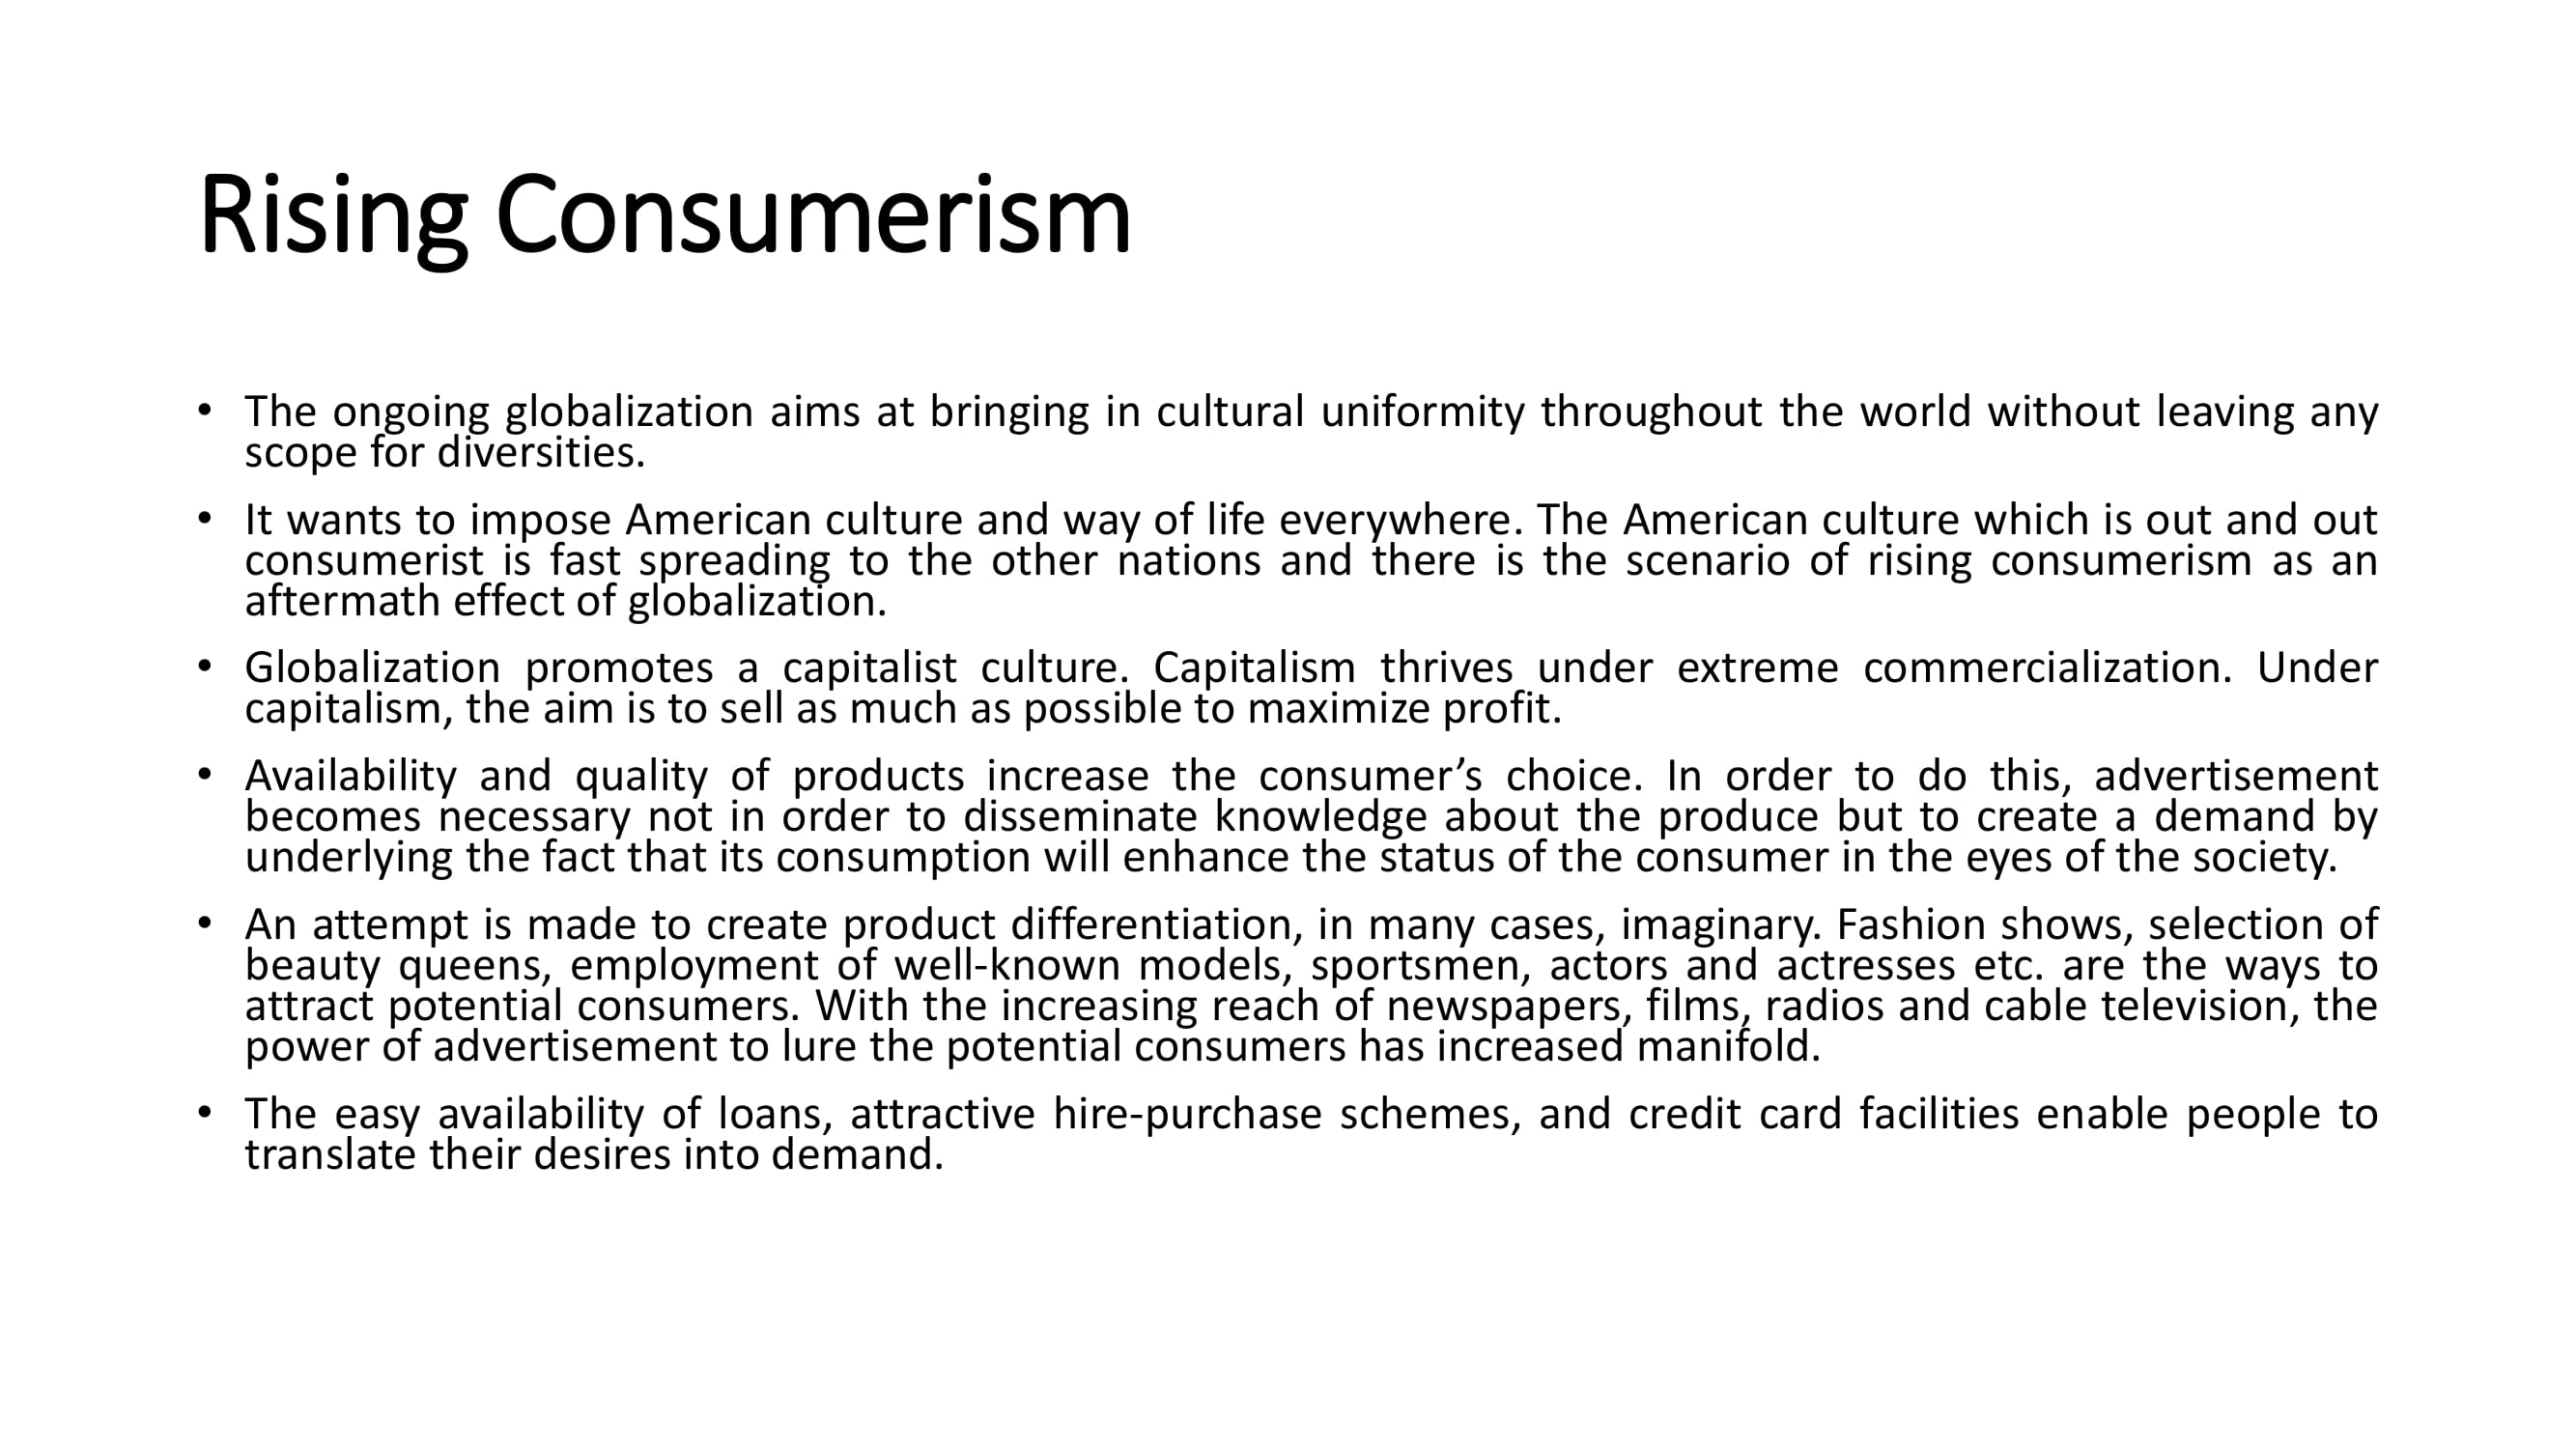 Rising Consumerism
• The ongoing globalization aims at bringing in cultural uniformity throughout the world without leaving any
scope for diversities.
• It wants to impose American culture and way of life everywhere. The American culture which is out and out
consumerist is fast spreading to the other nations and there is the scenario of rising consumerism as an
aftermath effect of globalization.
• Globalization promotes a capitalist culture. Capitalism thrives under extreme commercialization. Under
capitalism, the aim is to sell as much as possible to maximize profit.
• Availability and quality of products increase the consumer’s choice. In order to do this, advertisement
becomes necessary not in order to disseminate knowledge about the produce but to create a demand by
underlying the fact that its consumption will enhance the status of the consumer in the eyes of the society.
• An attempt is made to create product differentiation, in many cases, imaginary. Fashion shows, selection of
beauty queens, employment of well-known models, sportsmen, actors and actresses etc. are the ways to
attract potential consumers. With the increasing reach of newspapers, films, radios and cable television, the
power of advertisement to lure the potential consumers has increased manifold.
• The easy availability of loans, attractive hire-purchase schemes, and credit card facilities enable people to
translate their desires into demand.